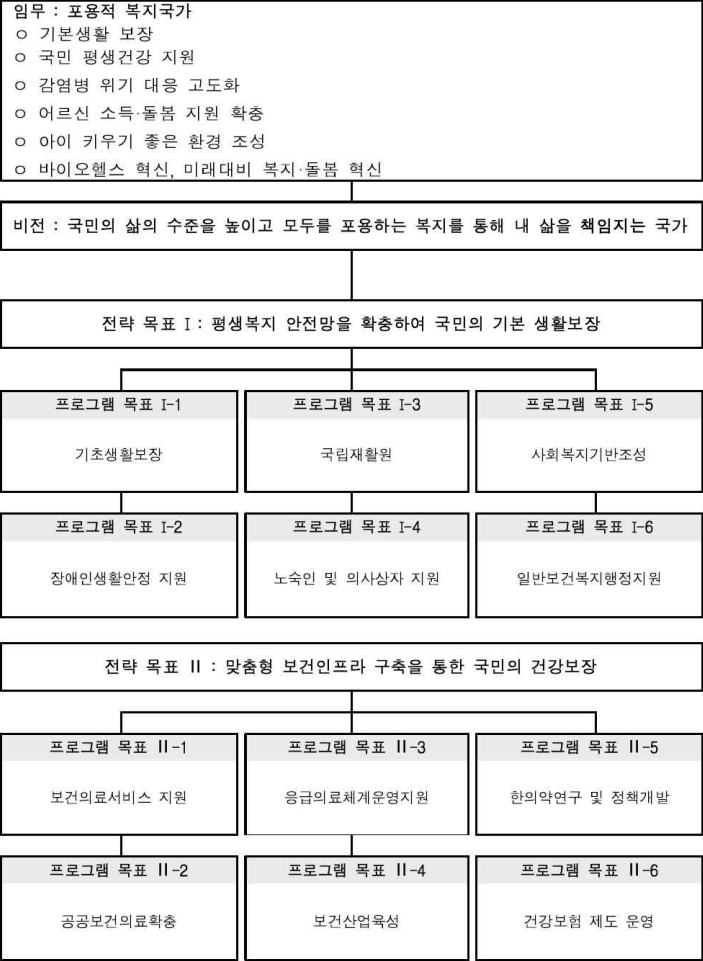 임무 : 포용적 복지국가
ㅇ 기본생활 보장
ㅇ 국민 평생건강 지원
ㅇ 감염병 위기 대응 고도화
ㅇ 어르신 소득·돌봄 지원 확충
ㅇ 아이 키우기 좋은 환경 조성
ㅇ 바이오헬스 혁신, 미래대비 복지·돌봄 혁신
비전 : 국민의 삶의 수준을 높이고 모두를 포용하는 복지를 통해 내 삶을 책임지는 국가
전략 목표 Ⅰ : 평생복지 안전망을 확충하여 국민의 기본 생활보장
프로그램 목표 Ⅰ-1
기초생활보장
프로그램 목표 Ⅰ-3
국립재활원
프로그램 목표 Ⅰ-5
사회복지기반조성
프로그램 목표 Ⅰ-2
장애인생활안정 지원
프로그램 목표 Ⅰ-4
노숙인 및 의사상자 지원
프로그램 목표 Ⅰ-6
일반보건복지행정지원
전략 목표 Ⅱ : 맞춤형 보건인프라 구축을 통한 국민의 건강보장
프로그램 목표 Ⅱ-1
보건의료서비스 지원
프로그램 목표 Ⅱ-3
응급의료체계운영지원
프로그램 목표 Ⅱ-5
한의약연구 및 정책개발
프로그램 목표 Ⅱ-2
공공보건의료확충
프로그램 목표 Ⅱ-4
보건산업육성
프로그램 목표 Ⅱ-6
건강보험 제도 운영